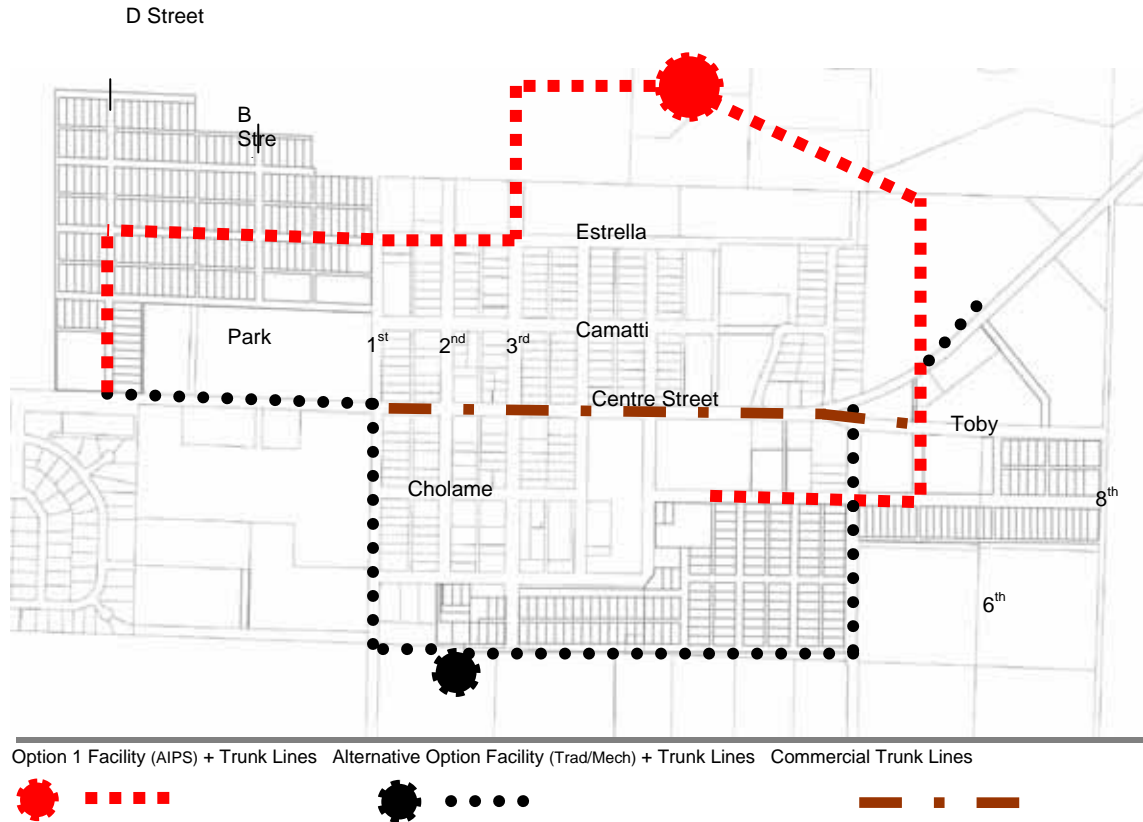 D Street
B
Stre
Estrella
Park
1st
2nd
3rd
Camatti
Centre Street
Toby
Cholame
8th
6th
Option 1 Facility (AIPS) + Trunk Lines
Alternative Option Facility (Trad/Mech) + Trunk Lines
Commercial Trunk Lines